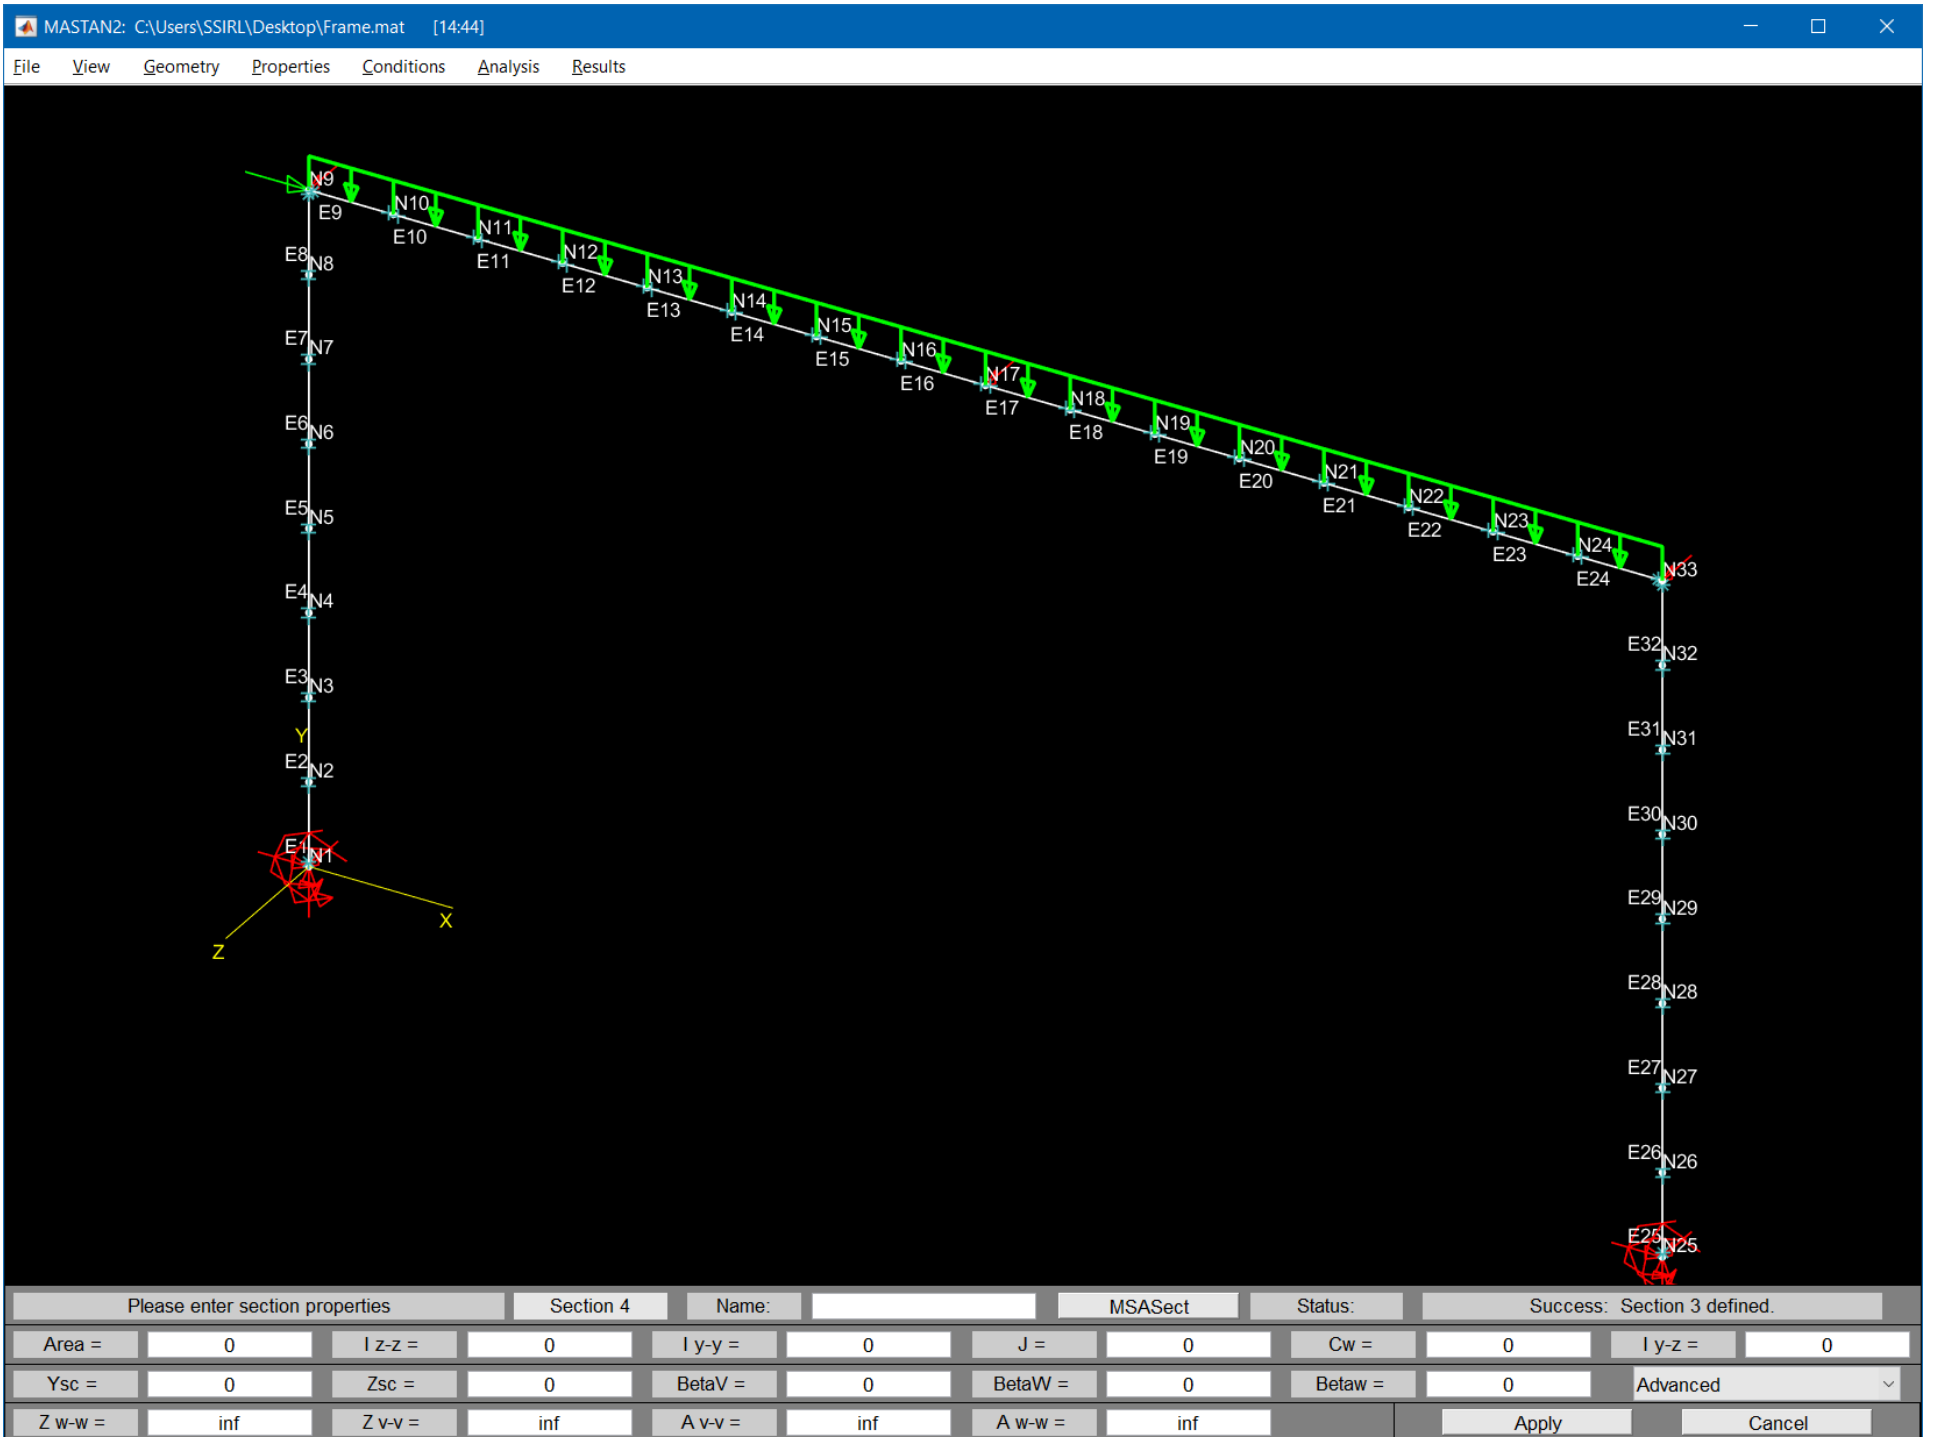 MASTAN2: C:\Users\SSIRL\Desktop\Frame.mat [14:44]
File View Geometry Properties Conditions Analysis Results
N9
E9 N10
E10 N11
E11 N12
E8 N8
E12 N13
E13 N14
E14 N15
E7 N7
E15 N16
E16 N17
E17 N18
E6 N6
E18 N19
E19 N20
E20 N21
E21 N22
E5 N5
E22 N23
E23 N24
E24 N33
E4 N4
E32 N32
E3 N3
Y
E31 N31
E2 N2
E30 N30
E1 N1
E29 N29
X
Z
E28 N28
E27 N27
E26 N26
E25 N25
Please enter section properties Section 4 Name: MSASect Status: Success: Section 3 defined.
Area = 0 I z-z = 0 I y-y = 0 J = 0 Cw = 0 I y-z = 0
Ysc = 0 Zsc = 0 BetaV = 0 BetaW = 0 Betaw = 0 Advanced
Z w-w = inf Z v-v = inf A v-v = inf A w-w = inf Apply Cancel